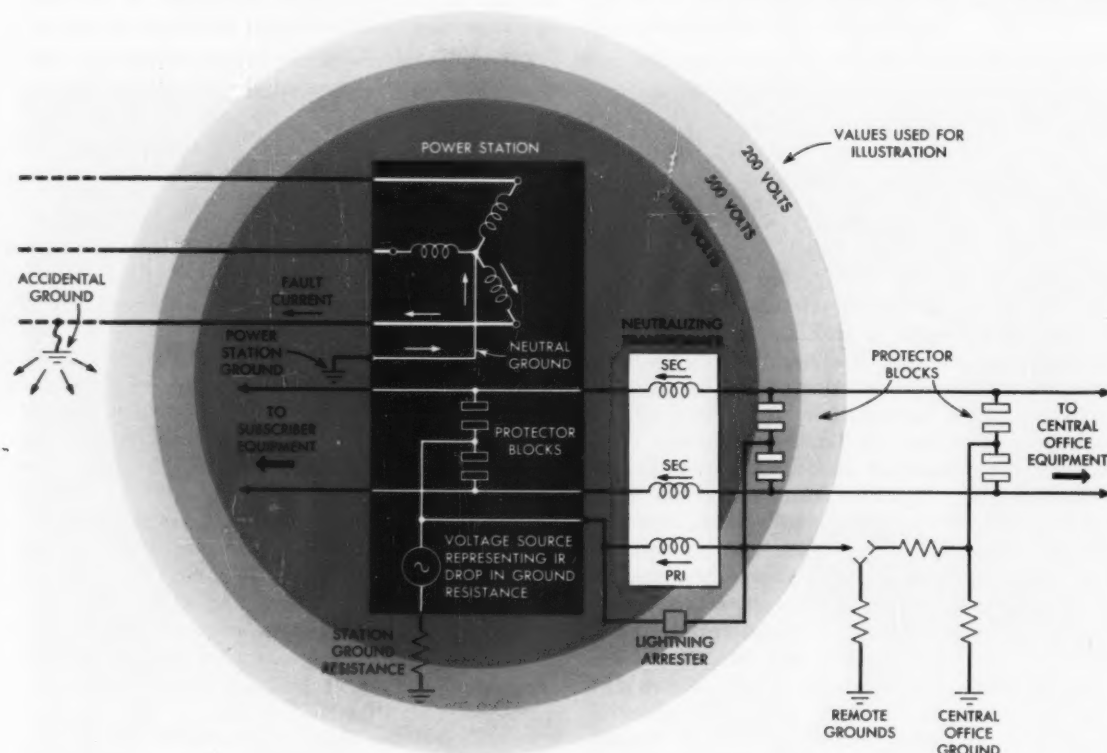 POWER STATION
VALUES USED FOR
ILLUSTRATION
200 VOLTS
500 VOLTS
VOLTS
ACCIDENTAL
GROUND
FAULT
CURRENT
POWER
STATION
GROUND
NEUTRAL
GROUND
NEUTRALIZING
TRANSFORMER
SEC
PROTECTOR
BLOCKS
TO
SUBSCRIBER
EQUIPMENT
PROTECTOR
BLOCKS
SEC
TO
CENTRAL
OFFICE
EQUIPMENT
VOLTAGE SOURCE
REPRESENTING IR
DROP IN GROUND
RESISTANCE
PRI
STATION
GROUND
RESISTANCE
LIGHTNING
ARRESTER
REMOTE
GROUNDS
CENTRAL
OFFICE
GROUND